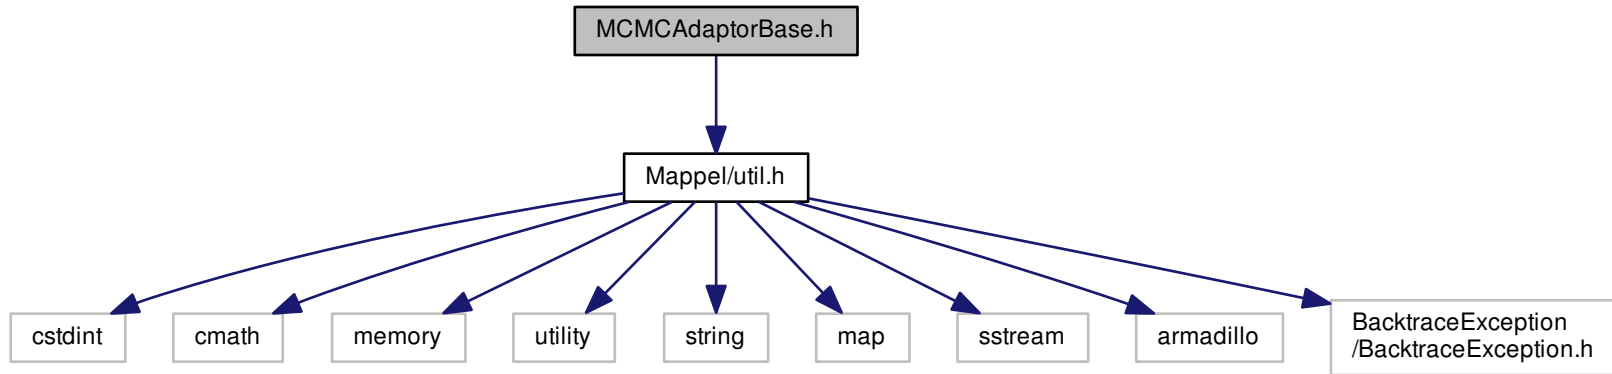 MCMCAdaptorBase.h
Mappel/util.h
cstdint
cmath
memory
utility
string
map
sstream
armadillo
BacktraceException
/BacktraceException.h